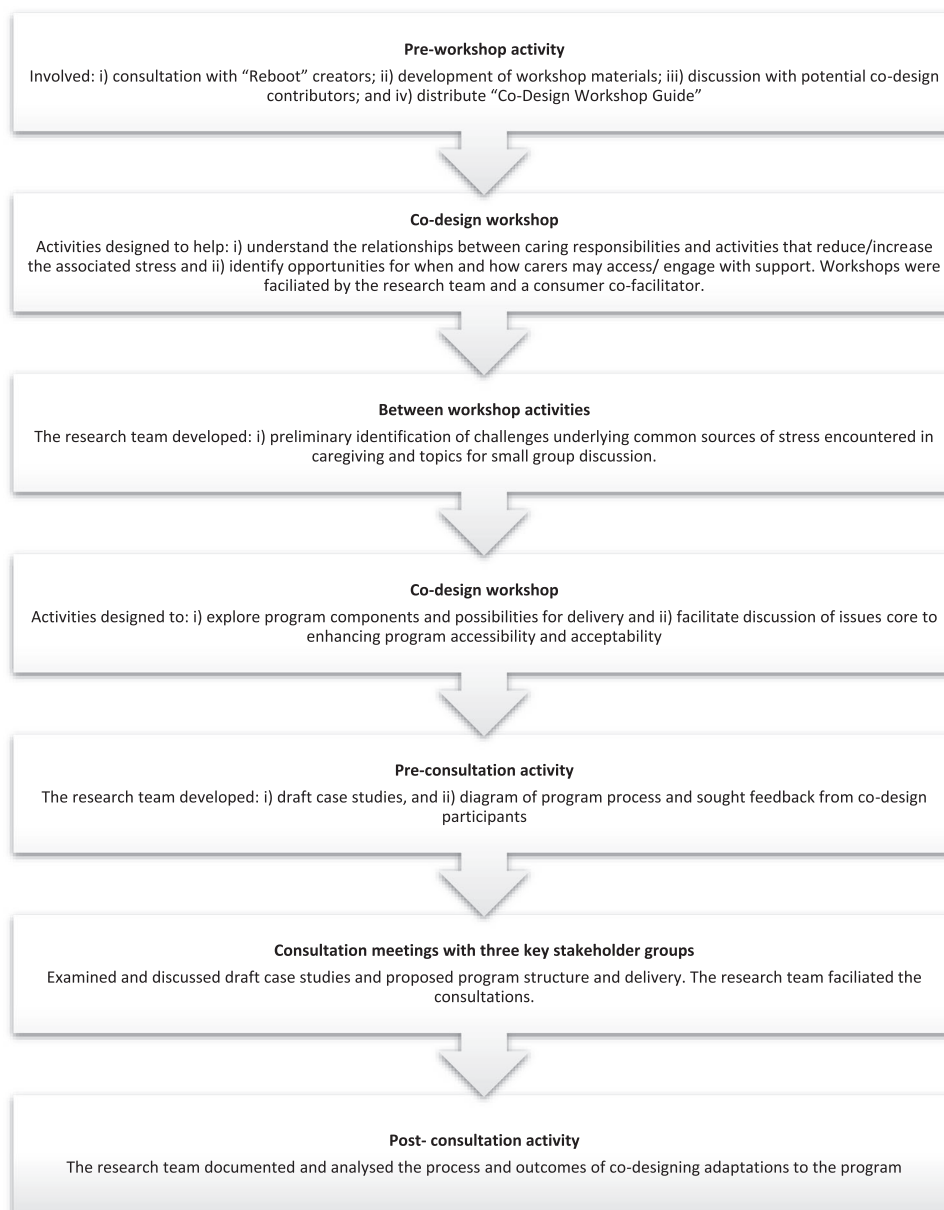 Pre-workshop activity
Involved: i) consultation with “Reboot” creators; ii) development of workshop materials; iii) discussion with potential co-design
contributors; and iv) distribute “Co-Design Workshop Guide”
Co-design workshop
Activities designed to help: i) understand the relationships between caring responsibilities and activities that reduce/increase
the associated stress and ii) identify opportunities for when and how carers may access/ engage with support. Workshops were
faciliated by the research team and a consumer co-facilitator.
Between workshop activities
The research team developed: i) preliminary identification of challenges underlying common sources of stress encountered in
caregiving and topics for small group discussion.
Co-design workshop
Activities designed to: i) explore program components and possibilities for delivery and ii) facilitate discussion of issues core to
enhancing program accessibility and acceptability
Pre-consultation activity
The research team developed: i) draft case studies, and ii) diagram of program process and sought feedback from co-design
participants
Consultation meetings with three key stakeholder groups
Examined and discussed draft case studies and proposed program structure and delivery. The research team faciliated the
consultations.
Post- consultation activity
The research team documented and analysed the process and outcomes of co-designing adaptations to the program